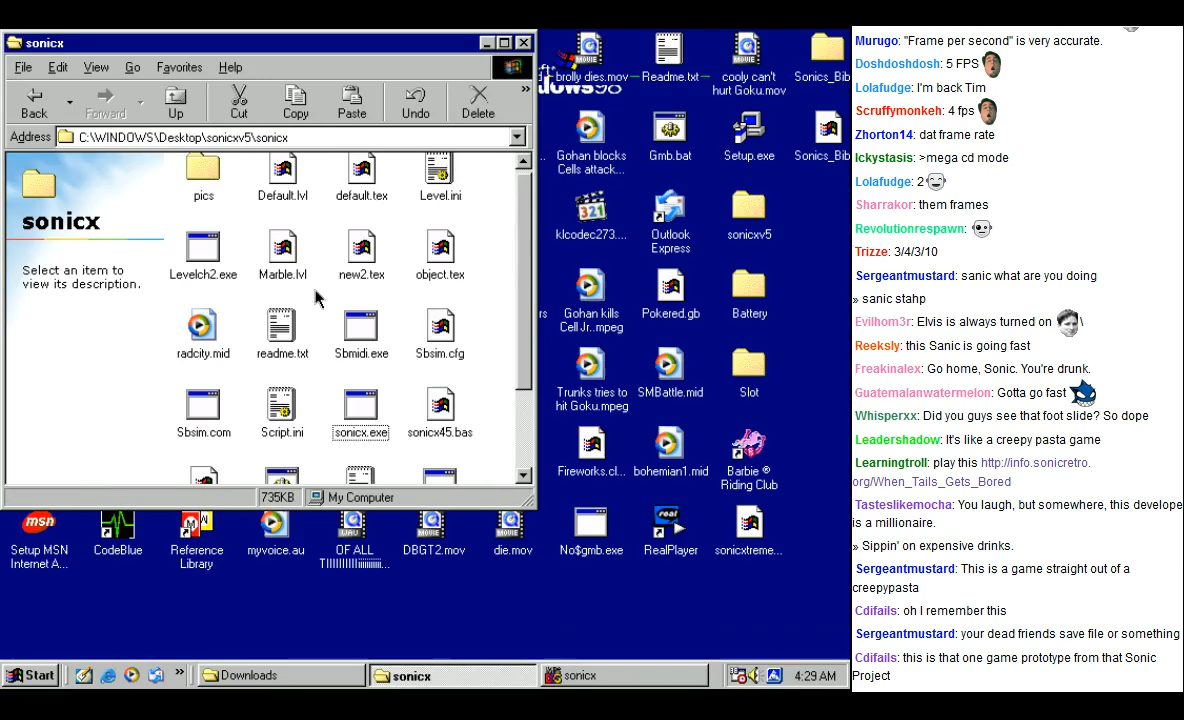 sonicx
File Edit View Go Favorites Help
Back Forward Up Cut Copy Paste Undo Delete »
Address C:\WINDOWS\Desktop\sonicxv5\sonicx
sonicx
Select an item to
view its description.
pics Default.lvl default.tex Level.ini
Levelch2.exe Marble.lvl new2.tex object.tex
radcity.mid readme.txt Sbmidi.exe Sbsim.cfg
Sbsim.com Script.ini sonicx.exe sonicx45.bas
735KB My Computer
brolly dies.mov Readme.txt cooly can't
hurt Goku.mov
Sonics_Bib
Gohan blocks
Cells attack...
Gmb.bat Setup.exe Sonics_Bib
klcodec273.... Outlook
Express
sonicxv5
Gohan kills
Cell Jr..mpeg
Pokered.gb Battery
Trunks tries to
hit Goku.mpeg
SMBattle.mid Slot
Fireworks.cl... bohemian1.mid Barbie ®
Riding Club
Setup MSN
Internet A...
CodeBlue Reference
Library
myvoice.au OF ALL
TIIIIIIIIiiiiiiiii...
DBGT2.mov die.mov No$gmb.exe RealPlayer sonicxtreme...
Start » Downloads sonicx sonicx 4:29 AM
Murugo: "Frame per second" is very accurate.
Doshdoshdosh: 5 FPS
Lolafudge: I'm back Tim
Scruffymonkeh: 4 fps
Zhorton14: dat frame rate
Ickystasis: >mega cd mode
Lolafudge: 2
Sharrakor: them frames
Revolutionrespawn:
Trizze: 3/4/3/10
Sergeantmustard: sanic what are you doing
» sanic stahp
Evilhom3r: Elvis is always turned on \
Reeksly: this Sanic is going fast
Freakinalex: Go home, Sonic. You're drunk.
Guatemalanwatermelon: Gotta go fast
Whisperxx: Did you guys see that foot slide? So dope
Leadershadow: It's like a creepy pasta game
Learningtroll: play this http://info.sonicretro.
org/When_Tails_Gets_Bored
Tasteslikemocha: You laugh, but somewhere, this develope
is a millionaire.
» Sippin' on expensive drinks.
Sergeantmustard: This is a game straight out of a
creepypasta
Cdifails: oh I remember this
Sergeantmustard: your dead friends save file or something
Cdifails: this is that one game prototype from that Sonic
Project